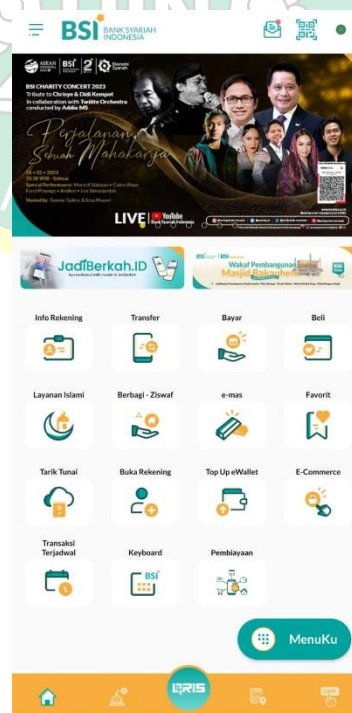 BSI BANK SYARIAH
INDONESIA
ASEAN
BSI
BSI CHARITY CONCERT 2023
Tribute to Chrisye & Didi Kempot
In collaboration with Twilite Orchestra
conducted by Addie MS
Perjalanan
Sebuah Mahakarya
LIVE YouTube
JadiBerkah.ID
Wakaf Pembangunan
Masjid Bakauheni
Info Rekening
Transfer
Bayar
Beli
Layanan Islami
Berbagi - Ziswaf
e-mas
Favorit
Tarik Tunai
Buka Rekening
Top Up eWallet
E-Commerce
Transaksi
Terjadwal
Keyboard
Pembiayaan
BSI
MenuKu
QRIS